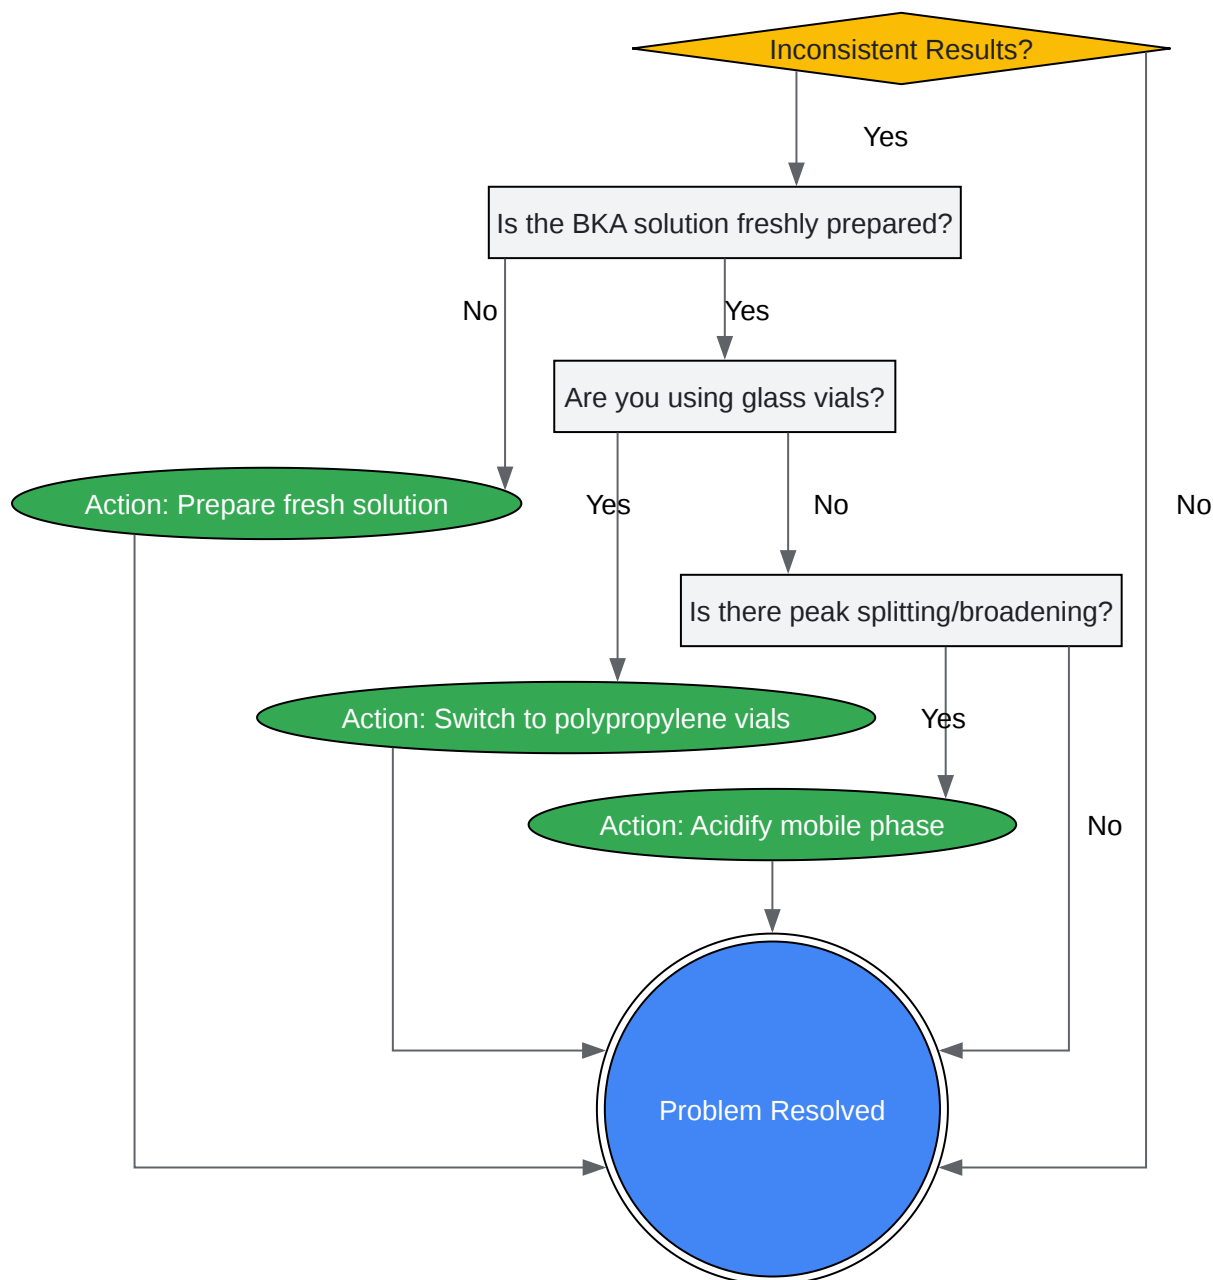 Inconsistent Results?
Yes
Is the BKA solution freshly prepared?
No
Yes
Are you using glass vials?
Action: Prepare fresh solution
Yes
No
No
Is there peak splitting/broadening?
Action: Switch to polypropylene vials
Yes
Action: Acidify mobile phase
No
Problem Resolved